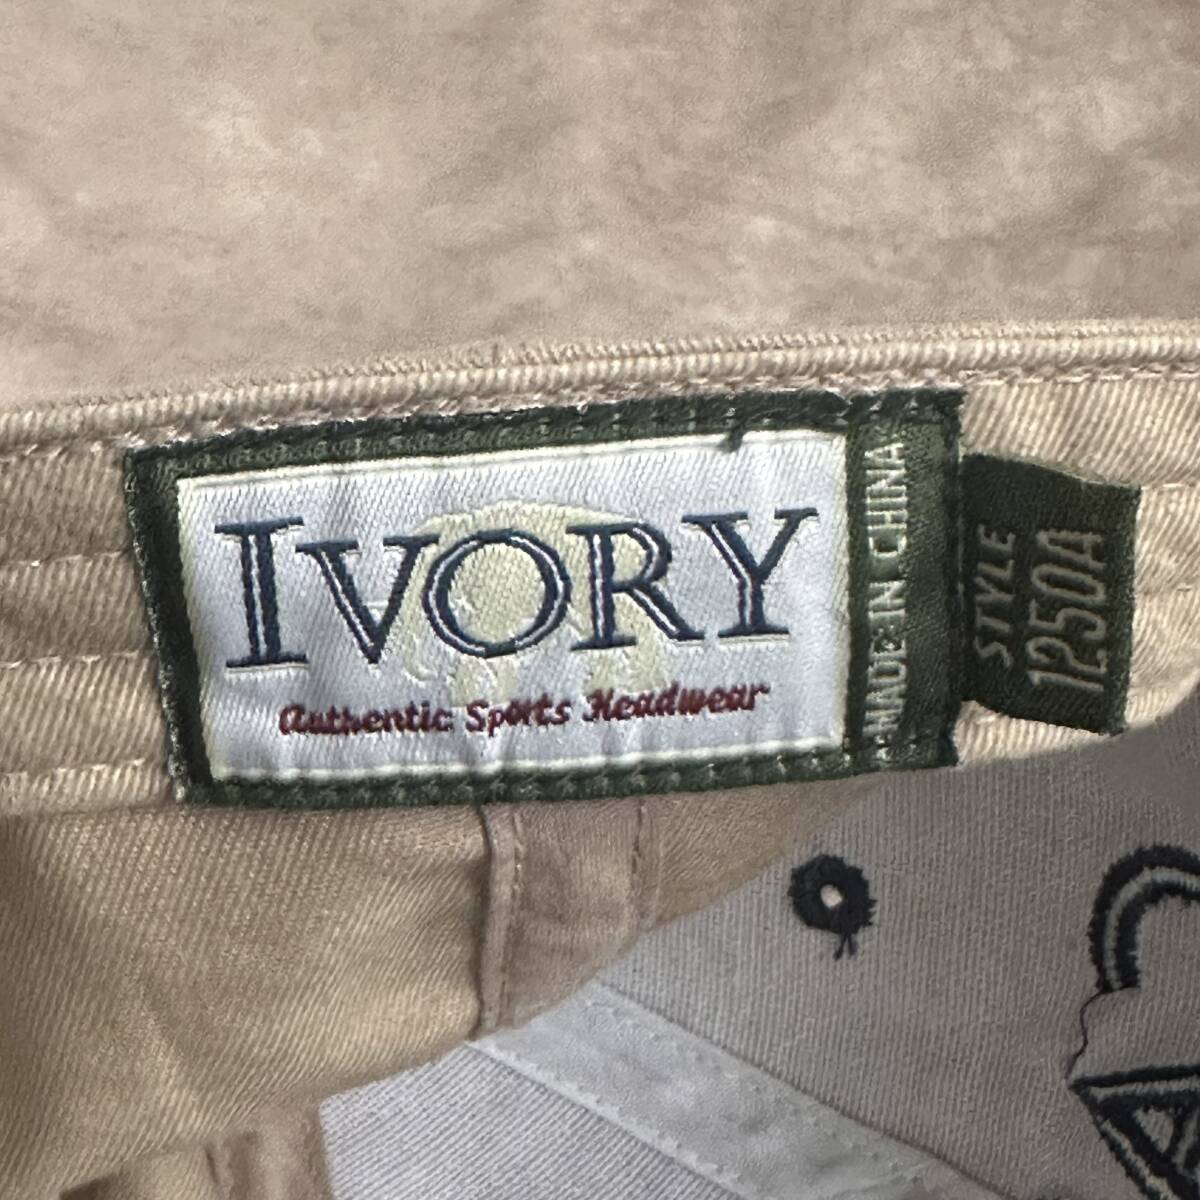 IVORY
Authentic Sports Headwear
MADE IN CHINA
STYLE
1250A